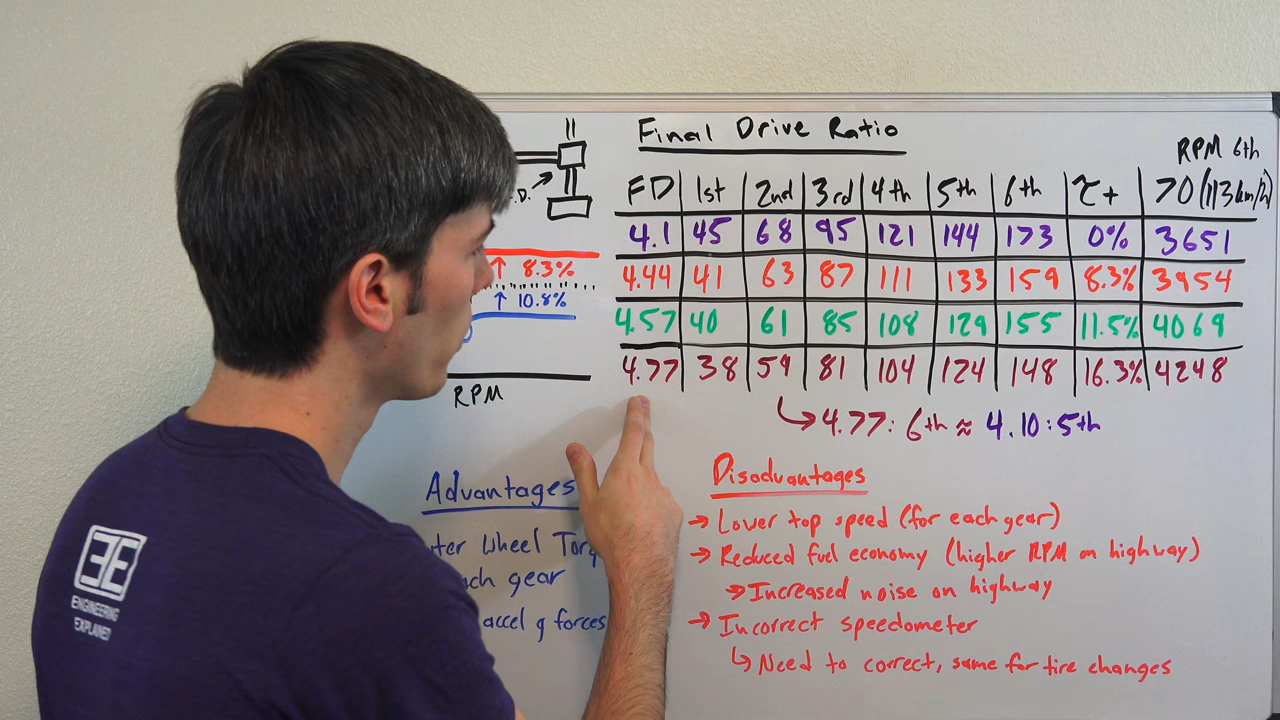 Final Drive Ratio
RPM 6th
FD 1st 2nd 3rd 4th 5th 6th τ+ 70 (113km/h)
4.1 45 68 95 121 144 173 0% 3651
4.44 41 63 87 111 133 159 8.3% 3954
4.57 40 61 85 108 129 155 11.5% 4069
4.77 38 59 81 104 124 148 16.3% 4248
4.77: 6th ≈ 4.10: 5th
.D.
↑ 8.3%
↑ 10.8%
RPM
Advantages
Wheel
gear
accel g forces
Disadvantages
→ Lower top speed (for each gear)
→ Reduced fuel economy (higher RPM on highway)
→ Increased noise on highway
→ Incorrect speedometer
↳ Need to correct, same for tire changes
ENGINEERING
EXPLAINED